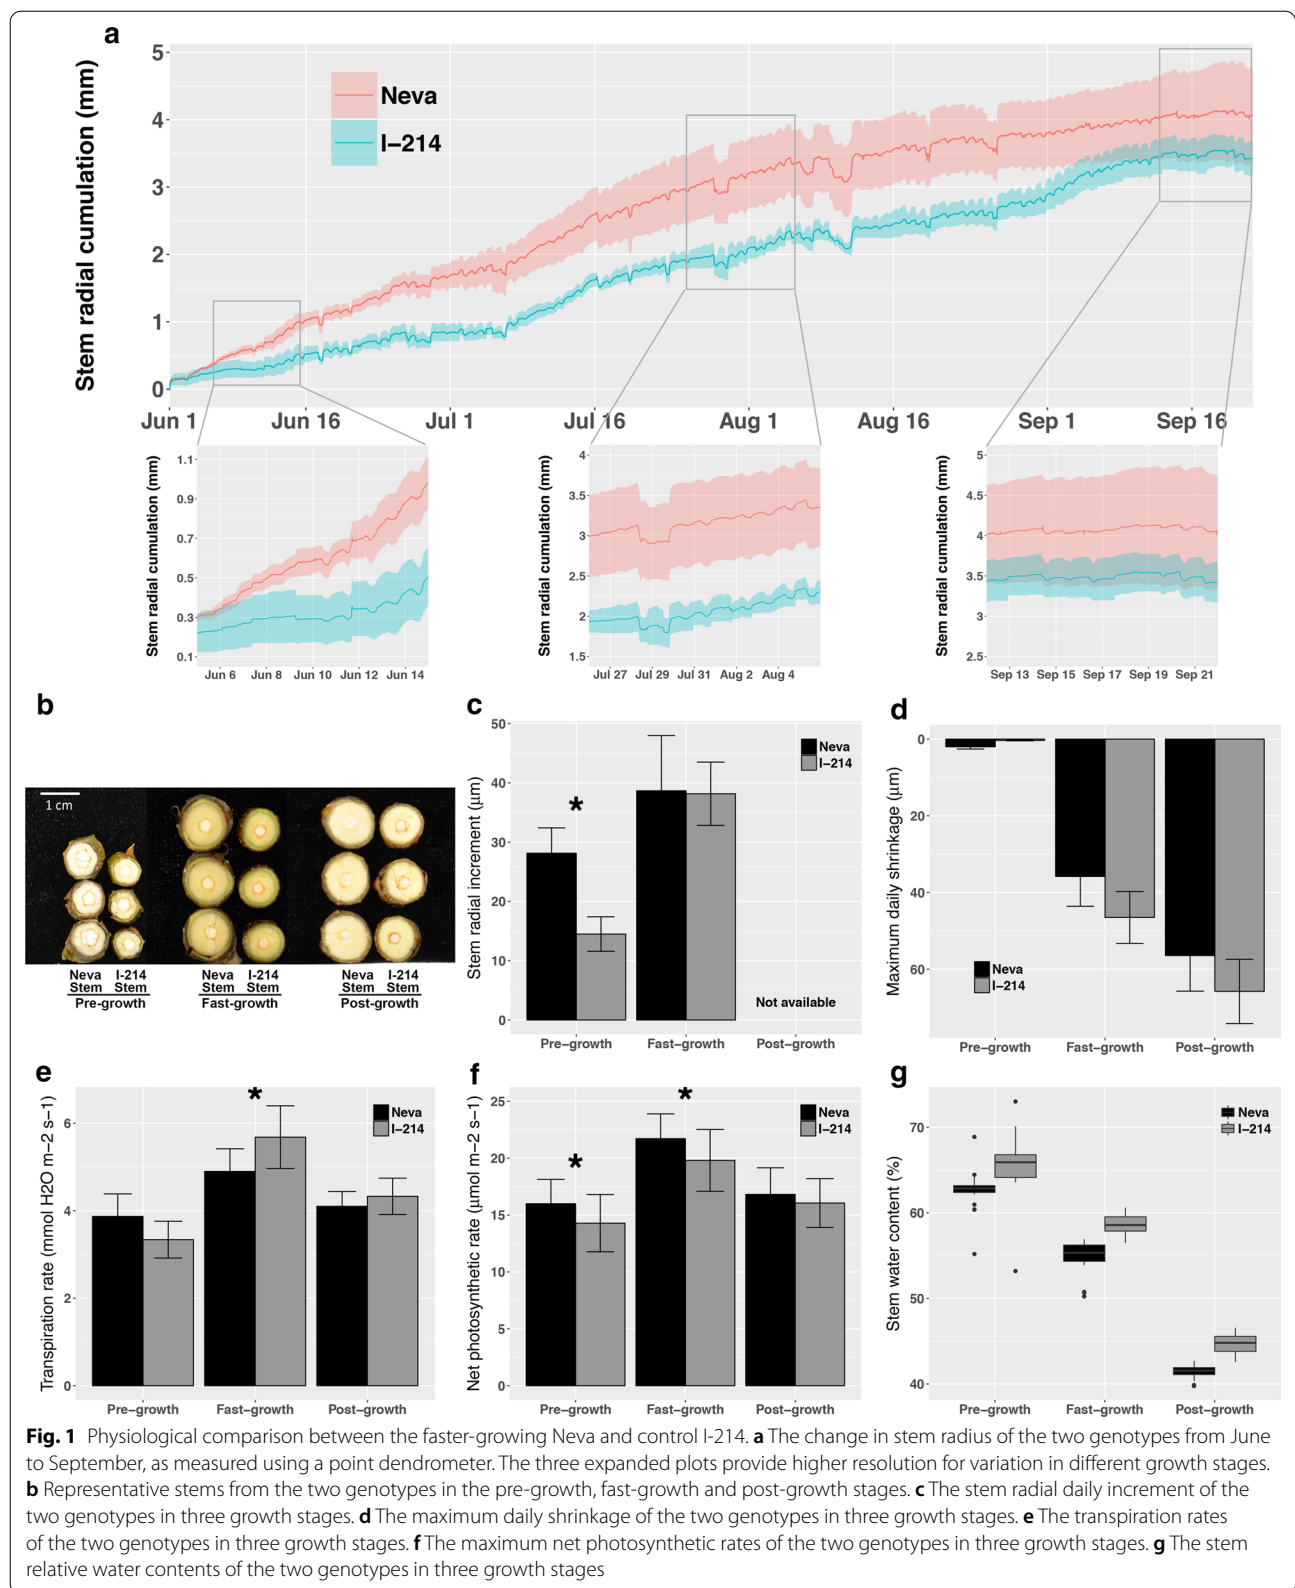 a
Stem radial cumulation (mm)
5
4
3
2
1
0
Neva
I−214
Jun 1 Jun 16 Jul 1 Jul 16 Aug 1 Aug 16 Sep 1 Sep 16
Stem radial cumulation (mm)
1.1
0.9
0.7
0.5
0.3
0.1
Jun 6 Jun 8 Jun 10 Jun 12 Jun 14
Stem radial cumulation (mm)
4
3.5
3
2.5
2
1.5
Jul 27 Jul 29 Jul 31 Aug 2 Aug 4
Stem radial cumulation (mm)
5
4.5
4
3.5
3
2.5
Sep 13 Sep 15 Sep 17 Sep 19 Sep 21
b
1 cm
Neva Stem I-214 Stem
Pre-growth
Neva Stem I-214 Stem
Fast-growth
Neva Stem I-214 Stem
Post-growth
c
Stem radial increment (μm)
50
40
30
20
10
0
*
Neva
I−214
Not available
Pre−growth Fast−growth Post−growth
d
Maximum daily shrinkage (μm)
0
20
40
60
Neva
I−214
Pre−growth Fast−growth Post−growth
e
Transpiration rate (mmol H2O m−2 s−1)
6
4
2
0
*
Neva
I−214
Pre−growth Fast−growth Post−growth
f
Net photosynthetic rate (μmol m−2 s−1)
25
20
15
10
5
0
*
*
Neva
I−214
Pre−growth Fast−growth Post−growth
g
Stem water content (%)
70
60
50
40
Neva
I−214
Pre−growth Fast−growth Post−growth
Fig. 1 Physiological comparison between the faster-growing Neva and control I-214. a The change in stem radius of the two genotypes from June
to September, as measured using a point dendrometer. The three expanded plots provide higher resolution for variation in different growth stages.
b Representative stems from the two genotypes in the pre-growth, fast-growth and post-growth stages. c The stem radial daily increment of the
two genotypes in three growth stages. d The maximum daily shrinkage of the two genotypes in three growth stages. e The transpiration rates
of the two genotypes in three growth stages. f The maximum net photosynthetic rates of the two genotypes in three growth stages. g The stem
relative water contents of the two genotypes in three growth stages